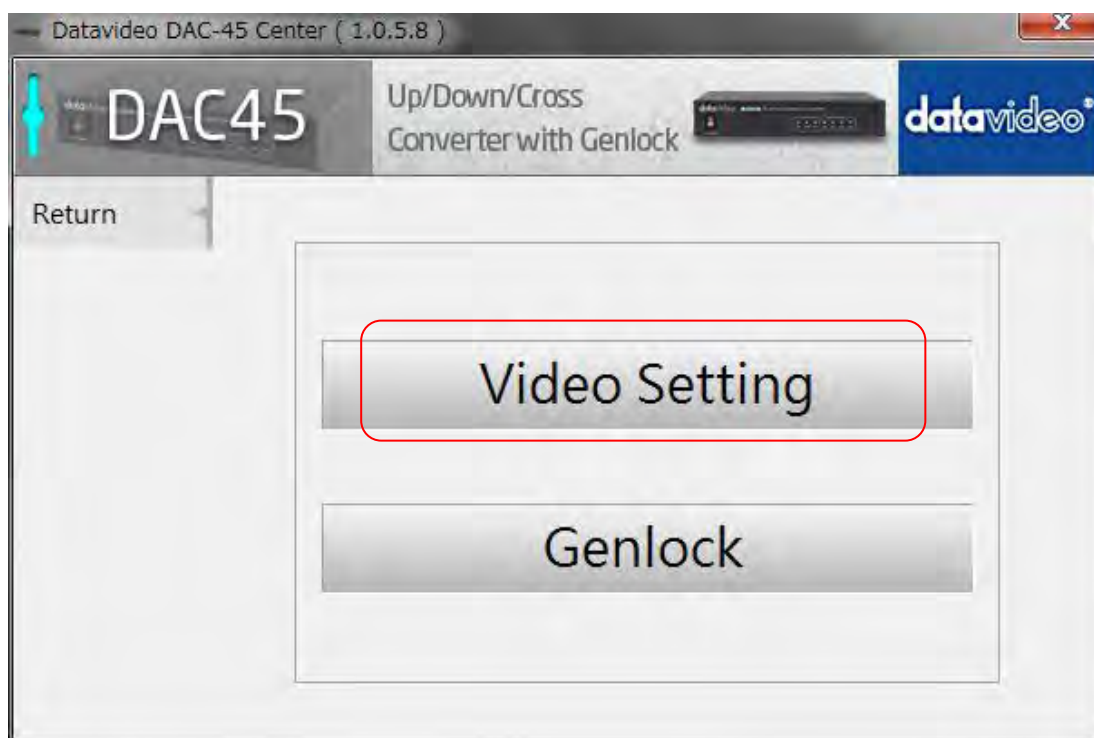 Datavideo DAC-45 Center ( 1.0.5.8 )
X
DAC45
Up/Down/Cross
Converter with Genlock
datavideo®
Return
Video Setting
Genlock